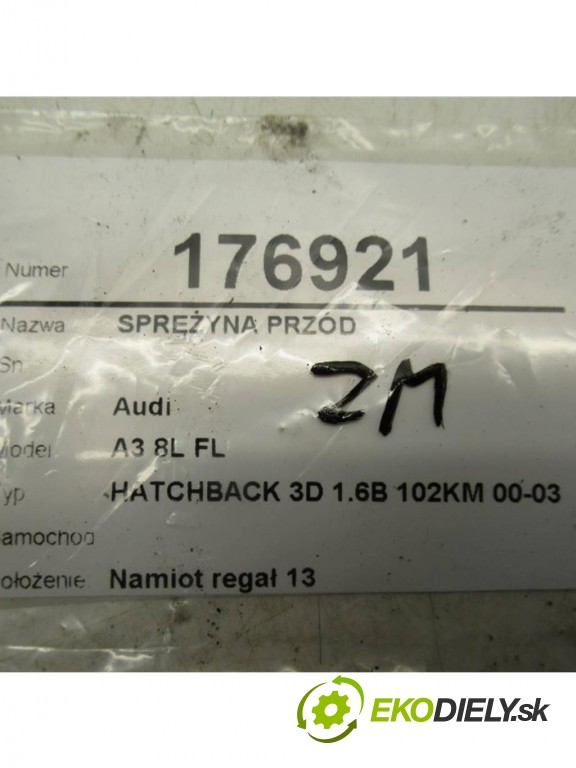 Numer 176921
Nazwa SPRĘŻYNA PRZÓD
Sn
Marka Audi
ZM
Model A3 8L FL
Typ HATCHBACK 3D 1.6B 102KM 00-03
Samochod
Położenie Namiot regał 13
EKODIELY.sk